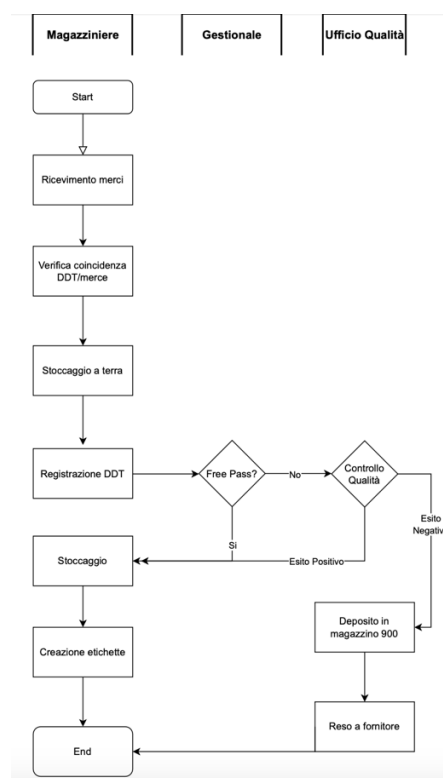 Magazziniere
Gestionale
Ufficio Qualità
Start
Ricevimento merci
Verifica coincidenza
DDT/merce
Stoccaggio a terra
Registrazione DDT
Free Pass?
No
Controllo
Qualità
Esito
Negativ
Si
Esito Positivo
Stoccaggio
Deposito in
magazzino 900
Creazione etichette
Reso a fornitore
End